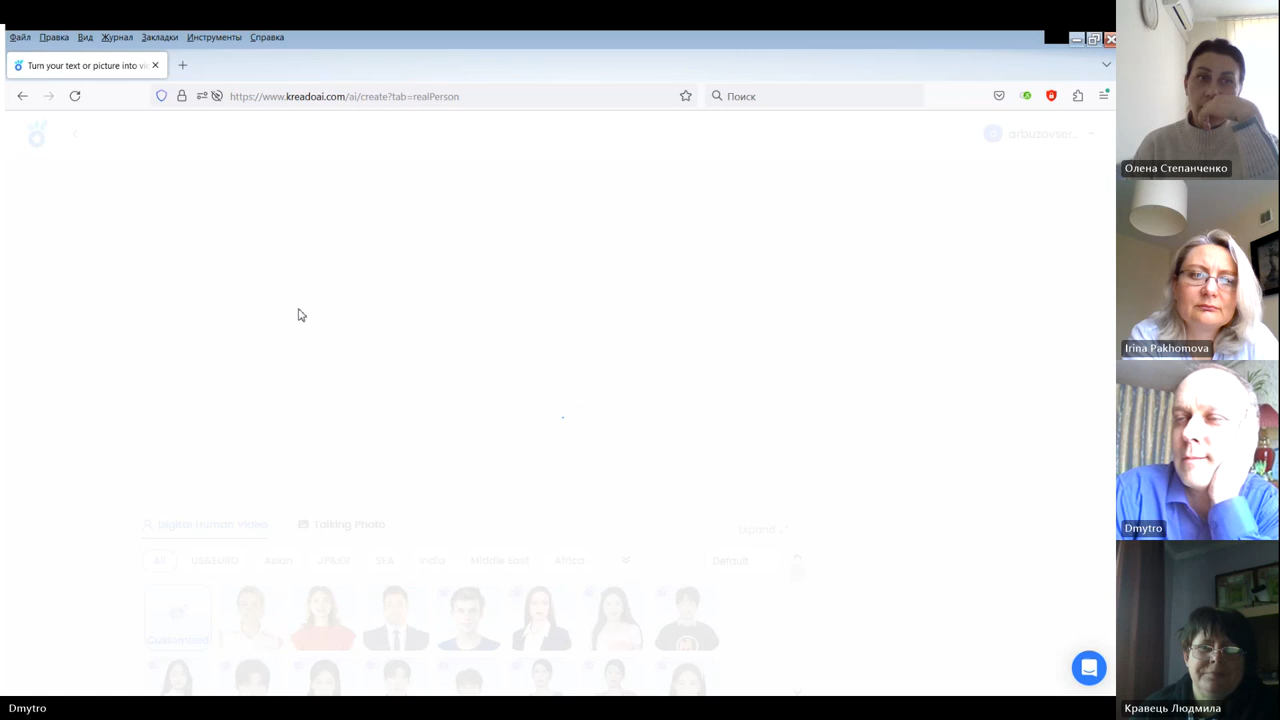 Файл Правка Вид Журнал Закладки Инструменты Справка
Turn your text or picture into vi
https://www.kreadoai.com/ai/create?tab=realPerson
Поиск
arbuzovser...
Digital Human Video
Talking Photo
Expand
All US&EURO Asian JP&KR SEA India Middle East Africa
Default
Customized
Олена Степанченко
Irina Pakhomova
Dmytro
Кравець Людмила
Dmytro